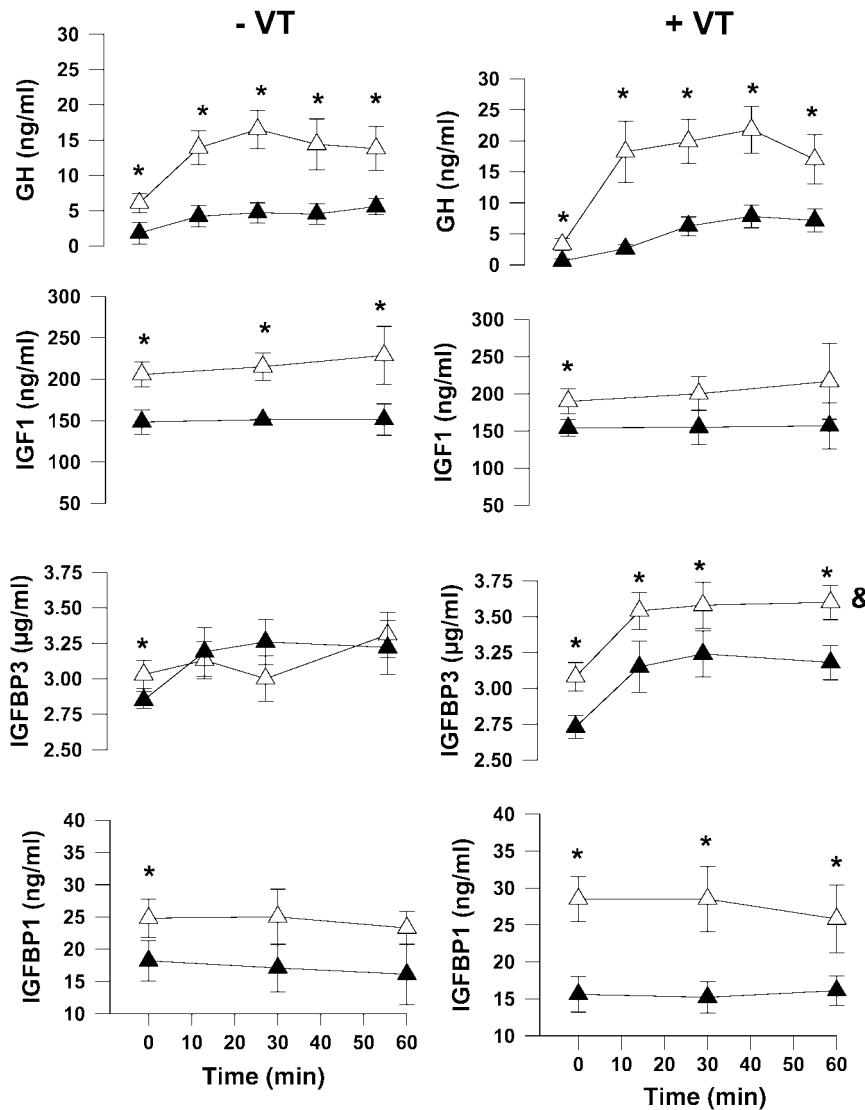 - VT
+ VT
GH (ng/ml)
30
25
20
15
10
5
0
* * * * *
GH (ng/ml)
30
25
20
15
10
5
0
* * * * *
IGF1 (ng/ml)
300
250
200
150
100
50
* * *
IGF1 (ng/ml)
300
250
200
150
100
50
*
IGFBP3 (µg/ml)
3.75
3.50
3.25
3.00
2.75
2.50
*
IGFBP3 (µg/ml)
3.75
3.50
3.25
3.00
2.75
2.50
* * * * &
IGFBP1 (ng/ml)
40
35
30
25
20
15
10
*
0 10 20 30 40 50 60
Time (min)
IGFBP1 (ng/ml)
40
35
30
25
20
15
10
* * *
0 10 20 30 40 50 60
Time (min)